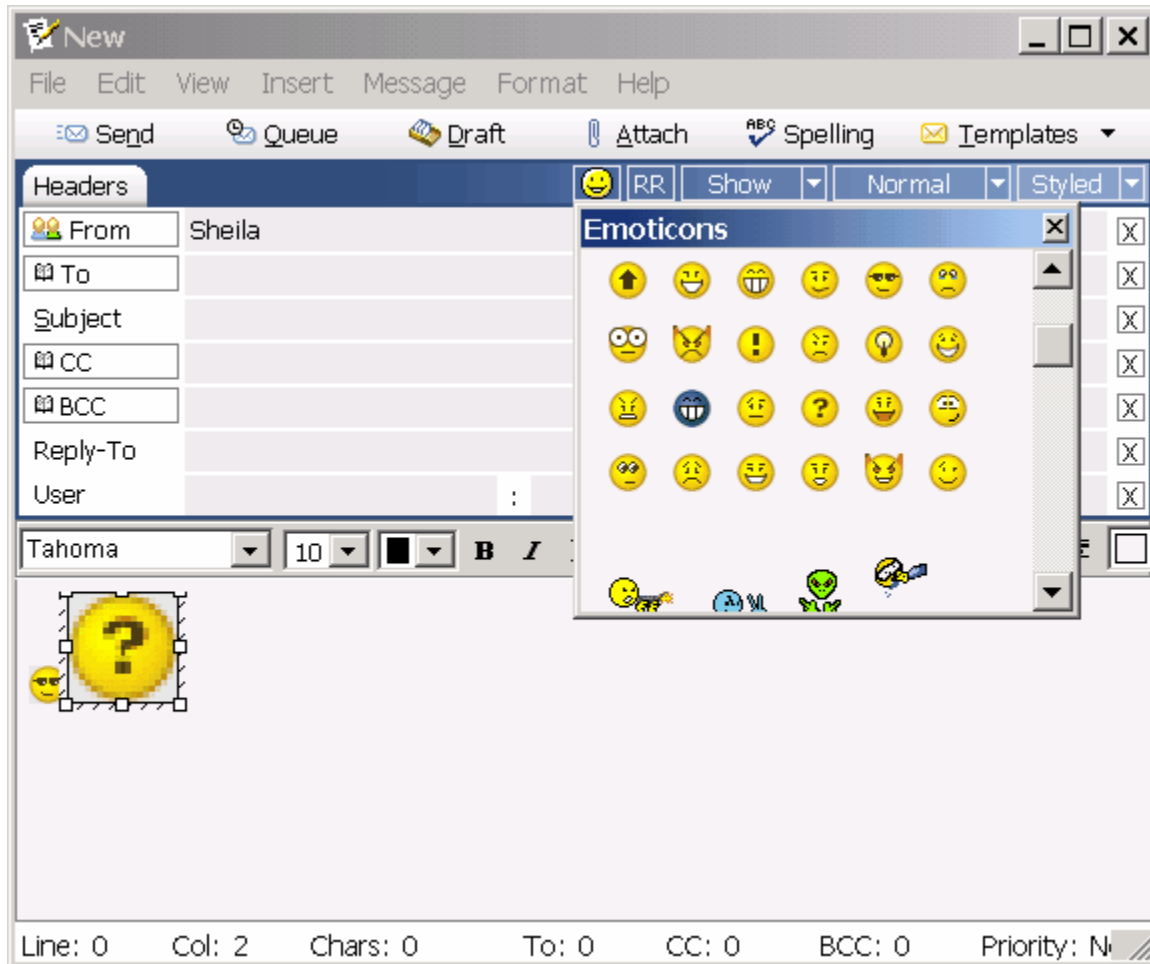 New
File Edit View Insert Message Format Help
Send Queue Draft Attach ABC Spelling Templates
Headers RR Show Normal Styled
From Sheila Emoticons X
To X
Subject X
CC X
BCC X
Reply-To X
User : X
Tahoma 10 B I
Line: 0 Col: 2 Chars: 0 To: 0 CC: 0 BCC: 0 Priority: